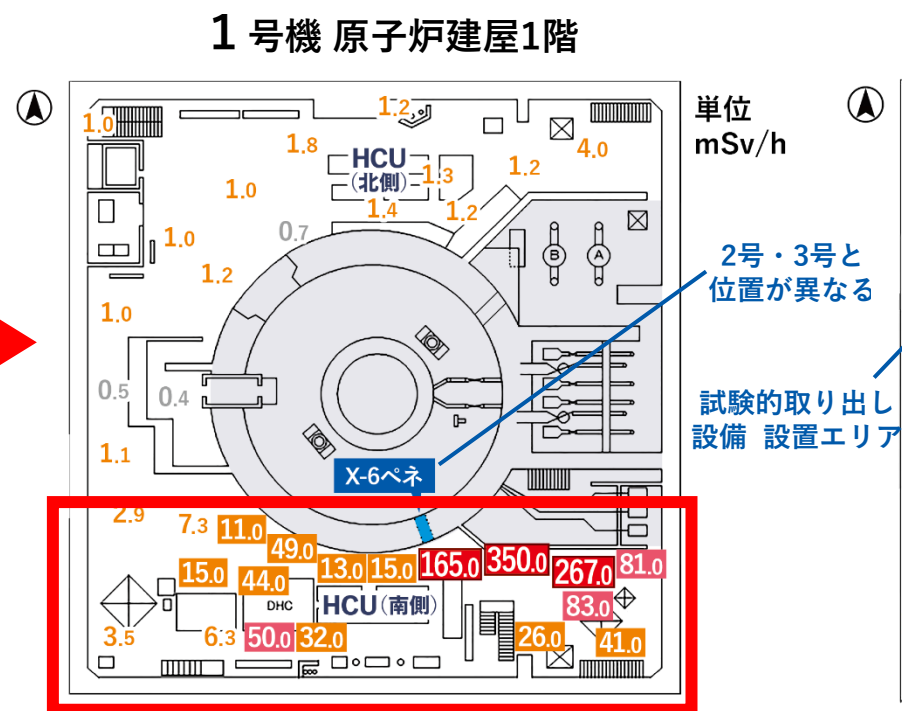 1号機 原子炉建屋1階
単位
mSv/h
1.0
1.2
1.8
4.0
HCU
(北側)
1.3
1.2
1.0
1.4
1.2
0.7
1.0
1.2
B
A
2号・3号と
位置が異なる
1.0
0.5
0.4
試験的取り出し
設備 設置エリア
1.1
X-6ペネ
2.9
7.3
11.0
49.0
13.0
15.0
165.0
350.0
267.0
81.0
15.0
44.0
DHC
HCU(南側)
83.0
3.5
6.3
50.0
32.0
26.0
41.0